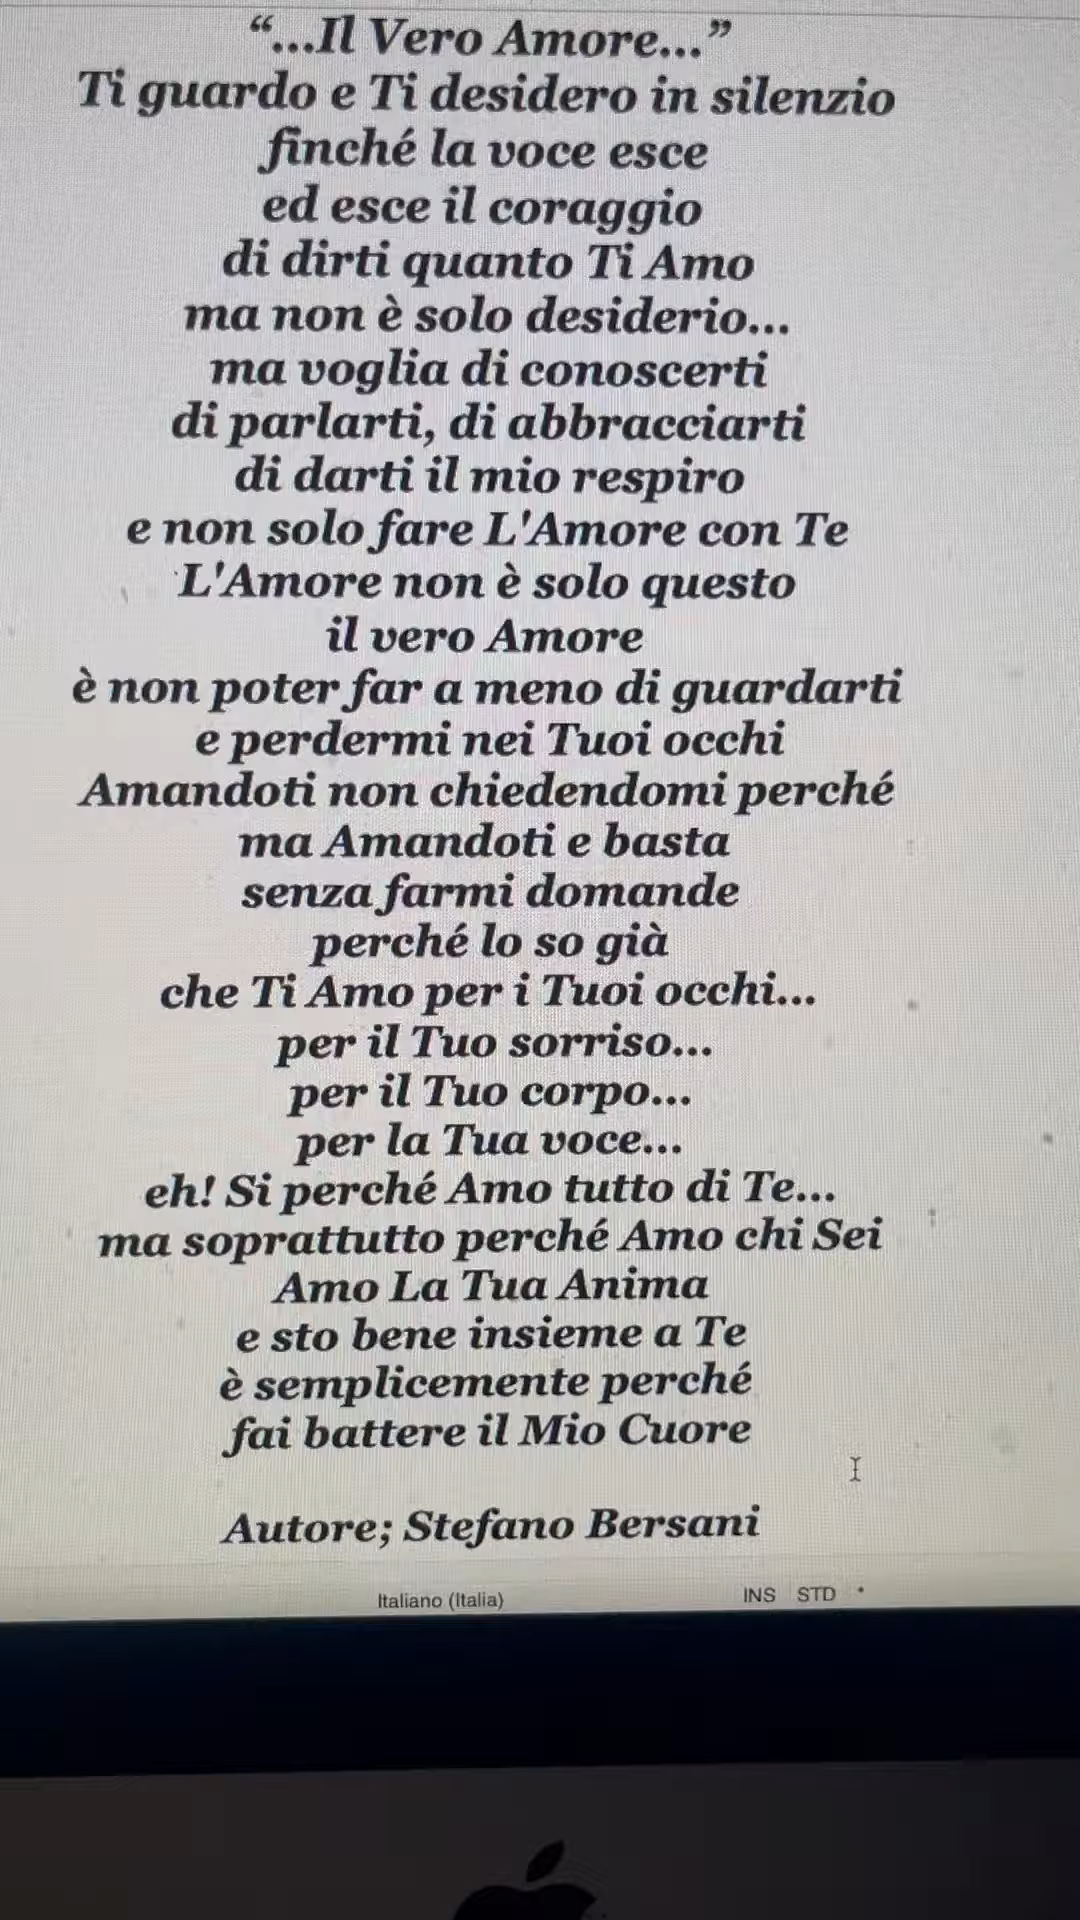 “...Il Vero Amore...”
Ti guardo e Ti desidero in silenzio
finché la voce esce
ed esce il coraggio
di dirti quanto Ti Amo
ma non è solo desiderio...
ma voglia di conoscerti
di parlarti, di abbracciarti
di darti il mio respiro
e non solo fare L'Amore con Te
L'Amore non è solo questo
il vero Amore
è non poter far a meno di guardarti
e perdermi nei Tuoi occhi
Amandoti non chiedendomi perché
ma Amandoti e basta
senza farmi domande
perché lo so già
che Ti Amo per i Tuoi occhi...
per il Tuo sorriso...
per il Tuo corpo...
per la Tua voce...
eh! Si perché Amo tutto di Te...
ma soprattutto perché Amo chi Sei
Amo La Tua Anima
e sto bene insieme a Te
è semplicemente perché
fai battere il Mio Cuore
Autore; Stefano Bersani
Italiano (Italia) INS STD *